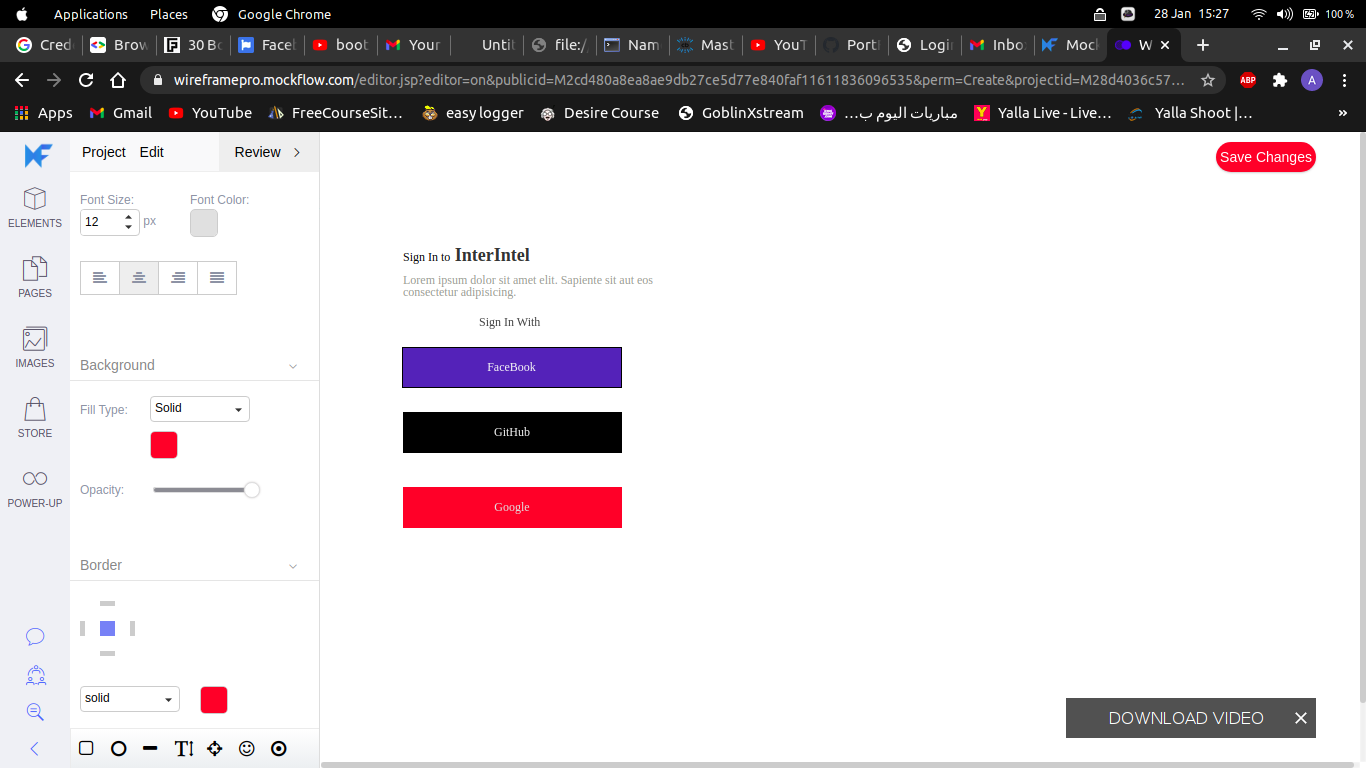 Applications Places Google Chrome 28 Jan 15:27 100 %
Cred Brow 30 Bc Facel boot Your Untit file:/ Nam Mast YouT Portf Login Inbo Mock W
wireframepro.mockflow.com/editor.jsp?editor=on&publicid=M2cd480a8ea8ae9db27ce5d77e840faf11611836096535&perm=Create&projectid=M28d4036c57… ABP A
Apps Gmail YouTube FreeCourseSit… easy logger Desire Course GoblinXstream مباريات اليوم ب… Yalla Live - Live… Yalla Shoot |… »
Project Edit Review
Save Changes
ELEMENTS
PAGES
IMAGES
STORE
POWER-UP
Font Size: Font Color:
12 px
Background
Fill Type: Solid
Opacity:
Border
solid
Sign In to InterIntel
Lorem ipsum dolor sit amet elit. Sapiente sit aut eos
consectetur adipisicing.
Sign In With
FaceBook
GitHub
Google
DOWNLOAD VIDEO